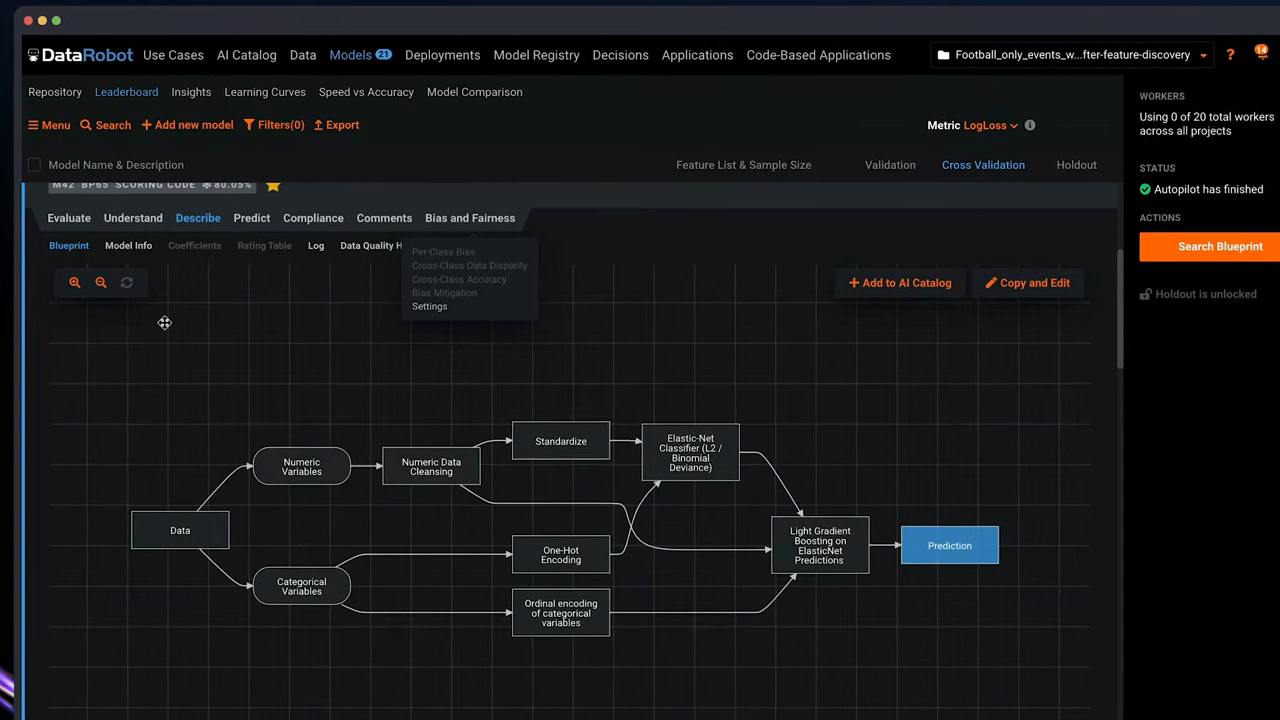 DataRobot Use Cases AI Catalog Data Models 21 Deployments Model Registry Decisions Applications Code-Based Applications Football_only_events_w...fter-feature-discovery ? 14
Repository Leaderboard Insights Learning Curves Speed vs Accuracy Model Comparison
WORKERS
Using 0 of 20 total workers
across all projects
Menu Search + Add new model Filters(0) Export Metric LogLoss
Model Name & Description Feature List & Sample Size Validation Cross Validation Holdout
STATUS
Autopilot has finished
M42 BP65 SCORING CODE 80.05%
ACTIONS
Search Blueprint
Holdout is unlocked
Evaluate Understand Describe Predict Compliance Comments Bias and Fairness
Blueprint Model Info Coefficients Rating Table Log Data Quality H
Per-Class Bias
Cross-Class Data Disparity
Cross-Class Accuracy
Bias Mitigation
Settings
+ Add to AI Catalog Copy and Edit
Data
Numeric
Variables
Numeric Data
Cleansing
Standardize
Elastic-Net
Classifier (L2 /
Binomial
Deviance)
Categorical
Variables
One-Hot
Encoding
Ordinal encoding
of categorical
variables
Light Gradient
Boosting on
ElasticNet
Predictions
Prediction